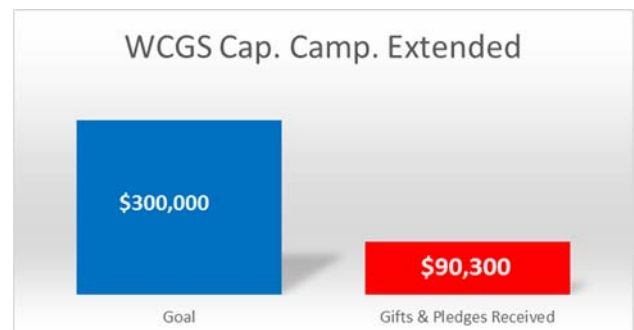 WCGS Cap. Camp. Extended
$300,000
$90,300
Goal
Gifts & Pledges Received